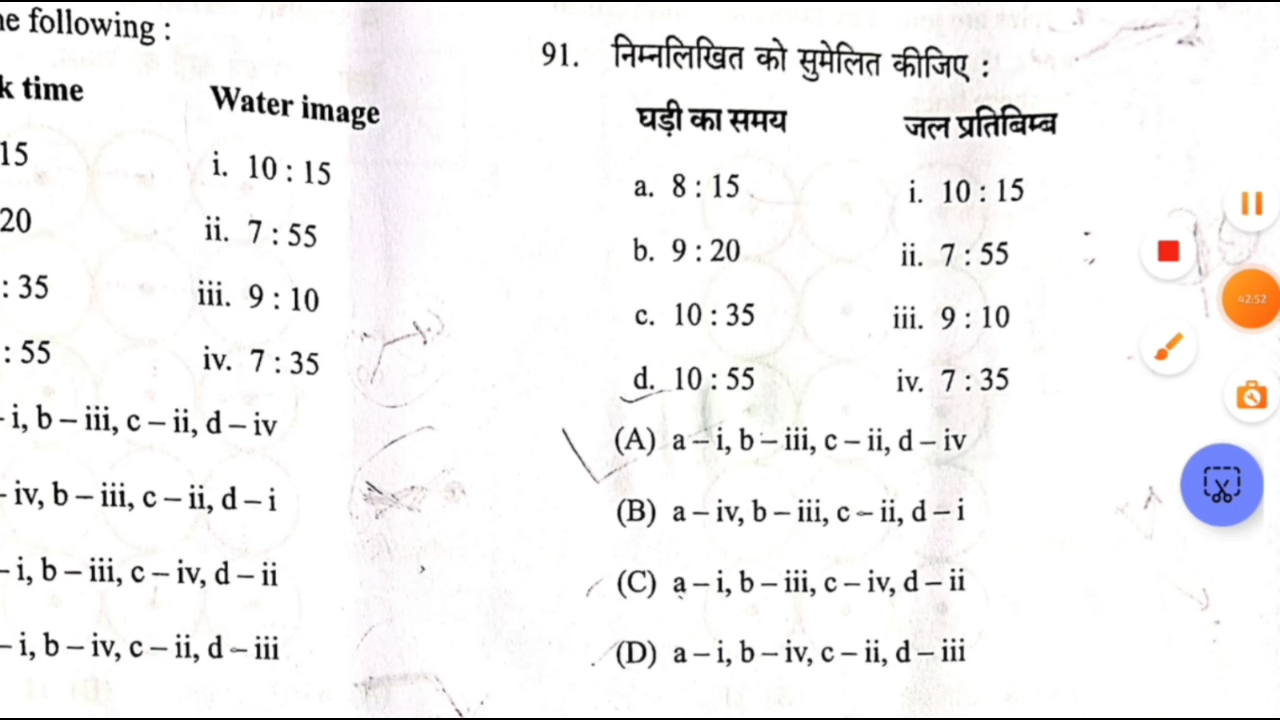 he following :
k time Water image
15 i. 10 : 15
20 ii. 7 : 55
: 35 iii. 9 : 10
: 55 iv. 7 : 35
- i, b – iii, c – ii, d – iv
- iv, b – iii, c – ii, d – i
– i, b – iii, c – iv, d – ii
– i, b – iv, c – ii, d – iii
91. निम्नलिखित को सुमेलित कीजिए :
घड़ी का समय जल प्रतिबिम्ब
a. 8 : 15 i. 10 : 15
b. 9 : 20 ii. 7 : 55
c. 10 : 35 iii. 9 : 10
d. 10 : 55 iv. 7 : 35
(A) a – i, b – iii, c – ii, d – iv
(B) a – iv, b – iii, c – ii, d – i
(C) a – i, b – iii, c – iv, d – ii
(D) a – i, b – iv, c – ii, d – iii
42:52